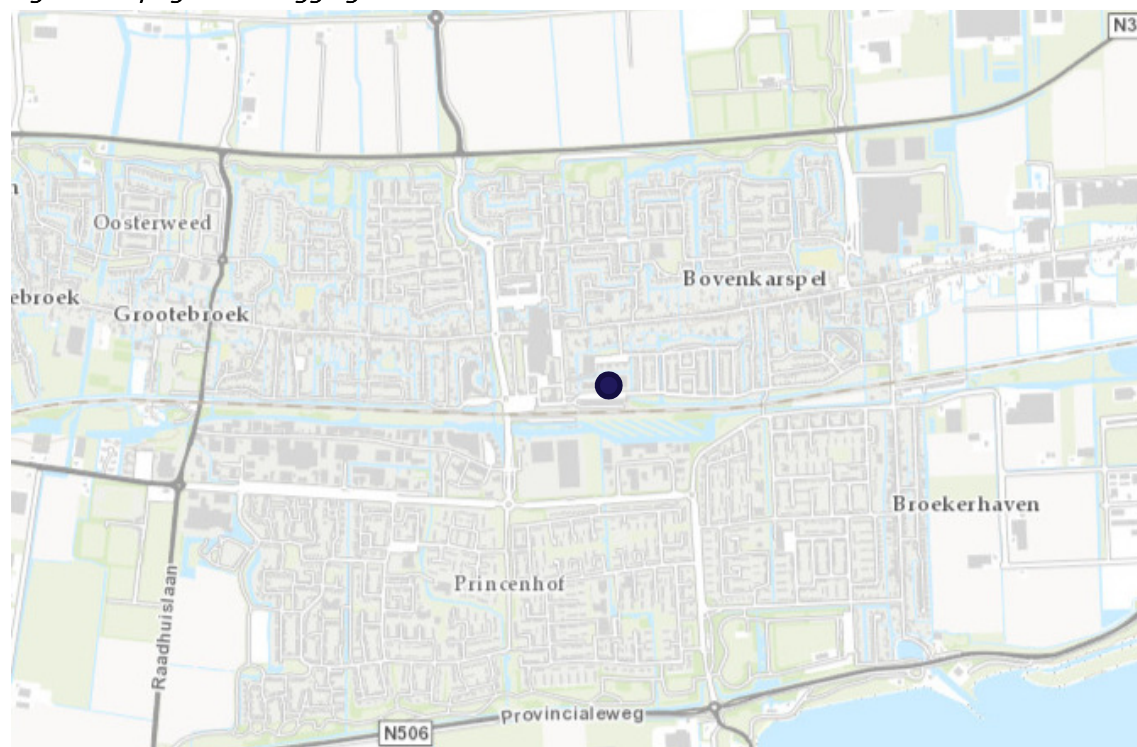 N3
Oosterweed
Bovenkarspel
ebroek
Grootebroek
Broekerhaven
Princenhof
Raadhuislaan
Provincialeweg
N506